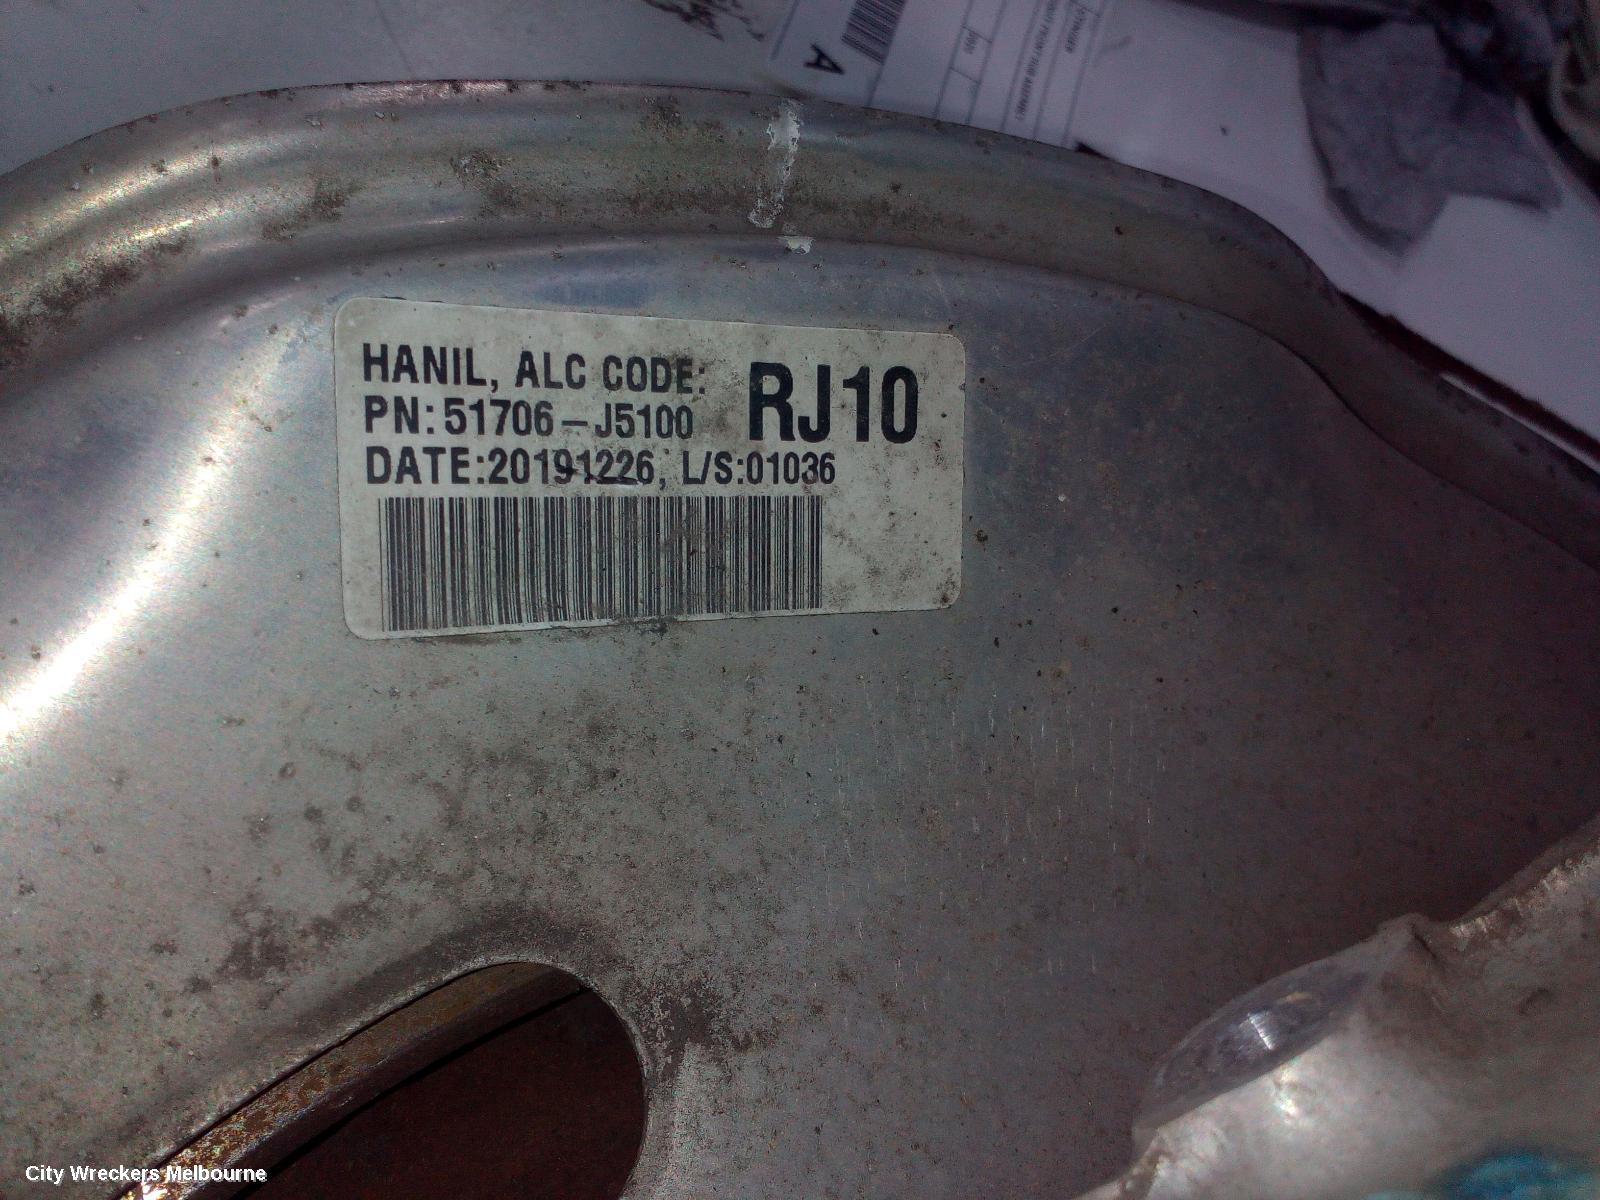 A
HANIL, ALC CODE: RJ10
PN: 51706-J5100
DATE:20191226, L/S:01036
City Wreckers Melbourne